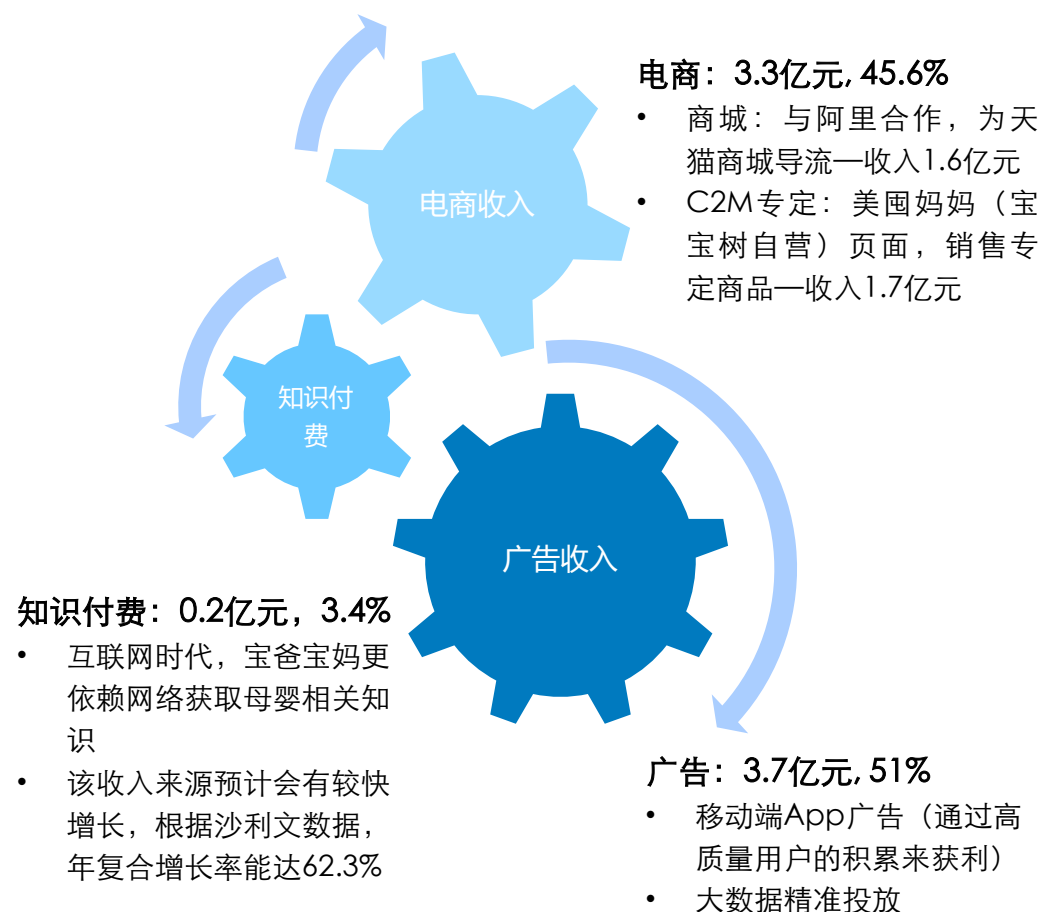 电商：3.3亿元, 45.6%
• 商城：与阿里合作，为天
猫商城导流—收入1.6亿元
• C2M专定：美囤妈妈（宝
宝树自营）页面，销售专
定商品—收入1.7亿元
电商收入
知识付
费
广告收入
知识付费：0.2亿元，3.4%
• 互联网时代，宝爸宝妈更
依赖网络获取母婴相关知
识
• 该收入来源预计会有较快
增长，根据沙利文数据，
年复合增长率能达62.3%
广告：3.7亿元, 51%
• 移动端App广告（通过高
质量用户的积累来获利）
• 大数据精准投放